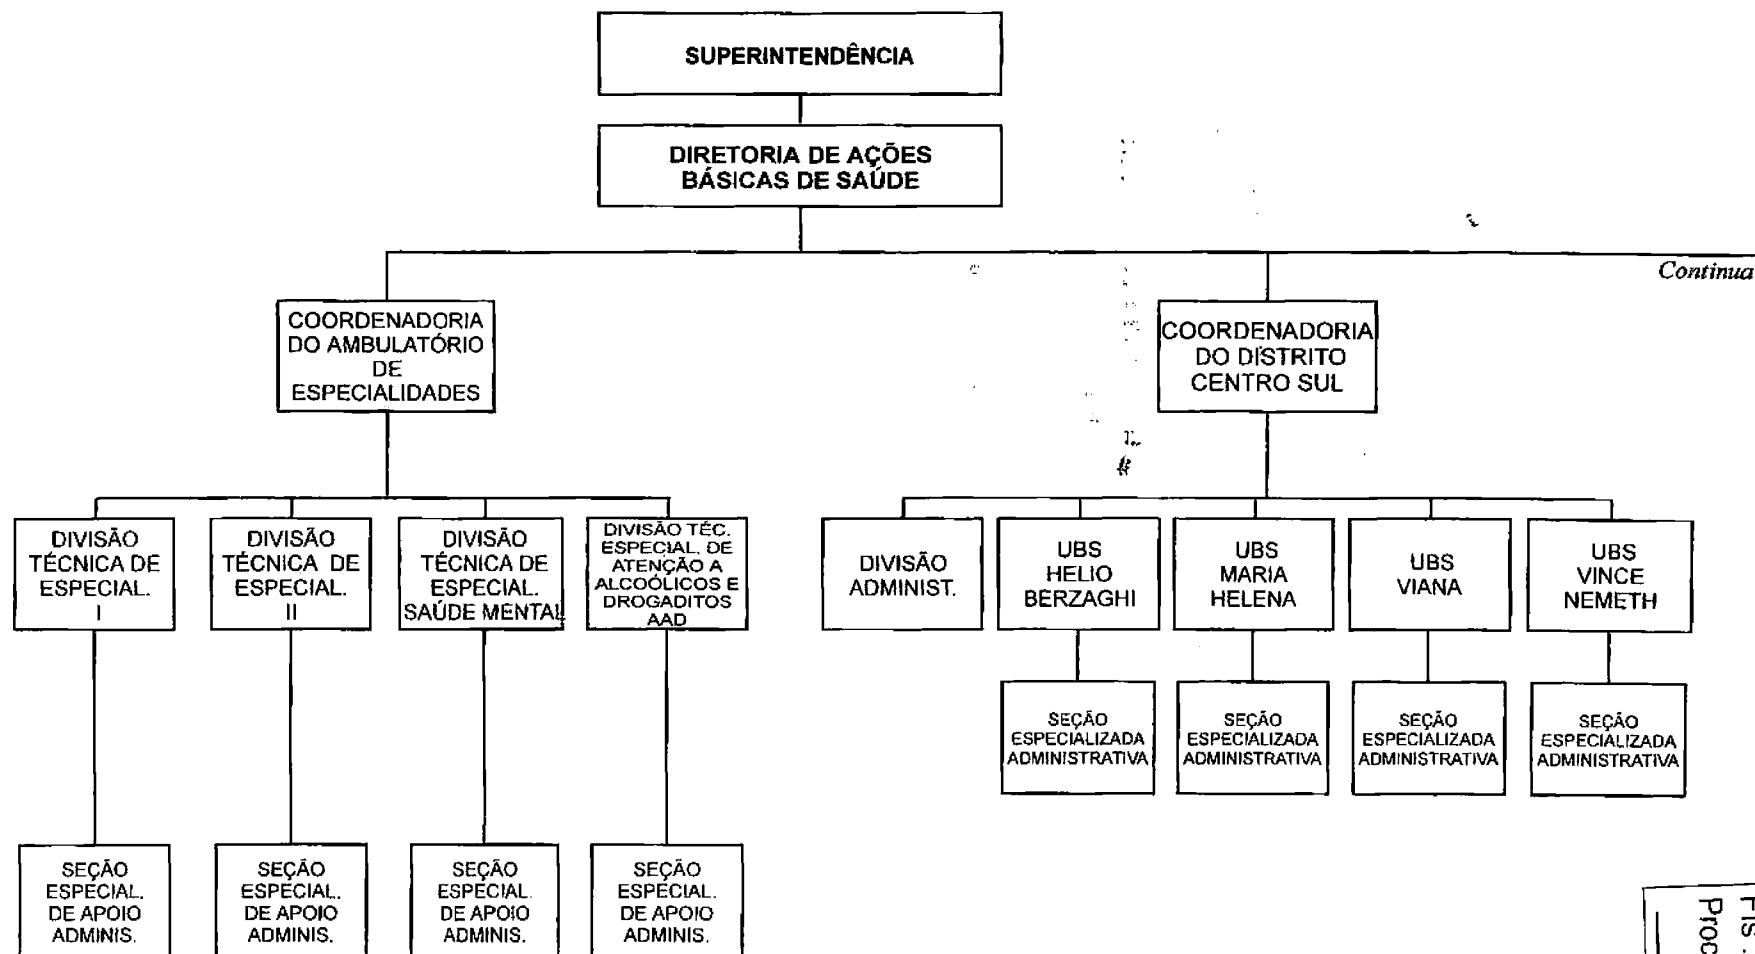 SUPERINTENDÊNCIA
DIRETORIA DE AÇÕES
BÁSICAS DE SAÚDE
Continua
COORDENADORIA
DO AMBULATÓRIO
DE
ESPECIALIDADES
COORDENADORIA
DO DISTRITO
CENTRO SUL
DIVISÃO
TÉCNICA DE
ESPECIAL.
I
DIVISÃO
TÉCNICA DE
ESPECIAL.
II
DIVISÃO
TÉCNICA DE
ESPECIAL.
SAÚDE MENTAL
DIVISÃO TÉC.
ESPECIAL. DE
ATENÇÃO A
ALCOÓLICOS E
DROGADITOS
AAD
DIVISÃO
ADMINIST.
UBS
HELIO
BERZAGHI
UBS
MARIA
HELENA
UBS
VIANA
UBS
VINCE
NEMETH
SEÇÃO
ESPECIALIZADA
ADMINISTRATIVA
SEÇÃO
ESPECIALIZADA
ADMINISTRATIVA
SEÇÃO
ESPECIALIZADA
ADMINISTRATIVA
SEÇÃO
ESPECIALIZADA
ADMINISTRATIVA
SEÇÃO
ESPECIAL.
DE APOIO
ADMINIS.
SEÇÃO
ESPECIAL.
DE APOIO
ADMINIS.
SEÇÃO
ESPECIAL.
DE APOIO
ADMINIS.
SEÇÃO
ESPECIAL.
DE APOIO
ADMINIS.